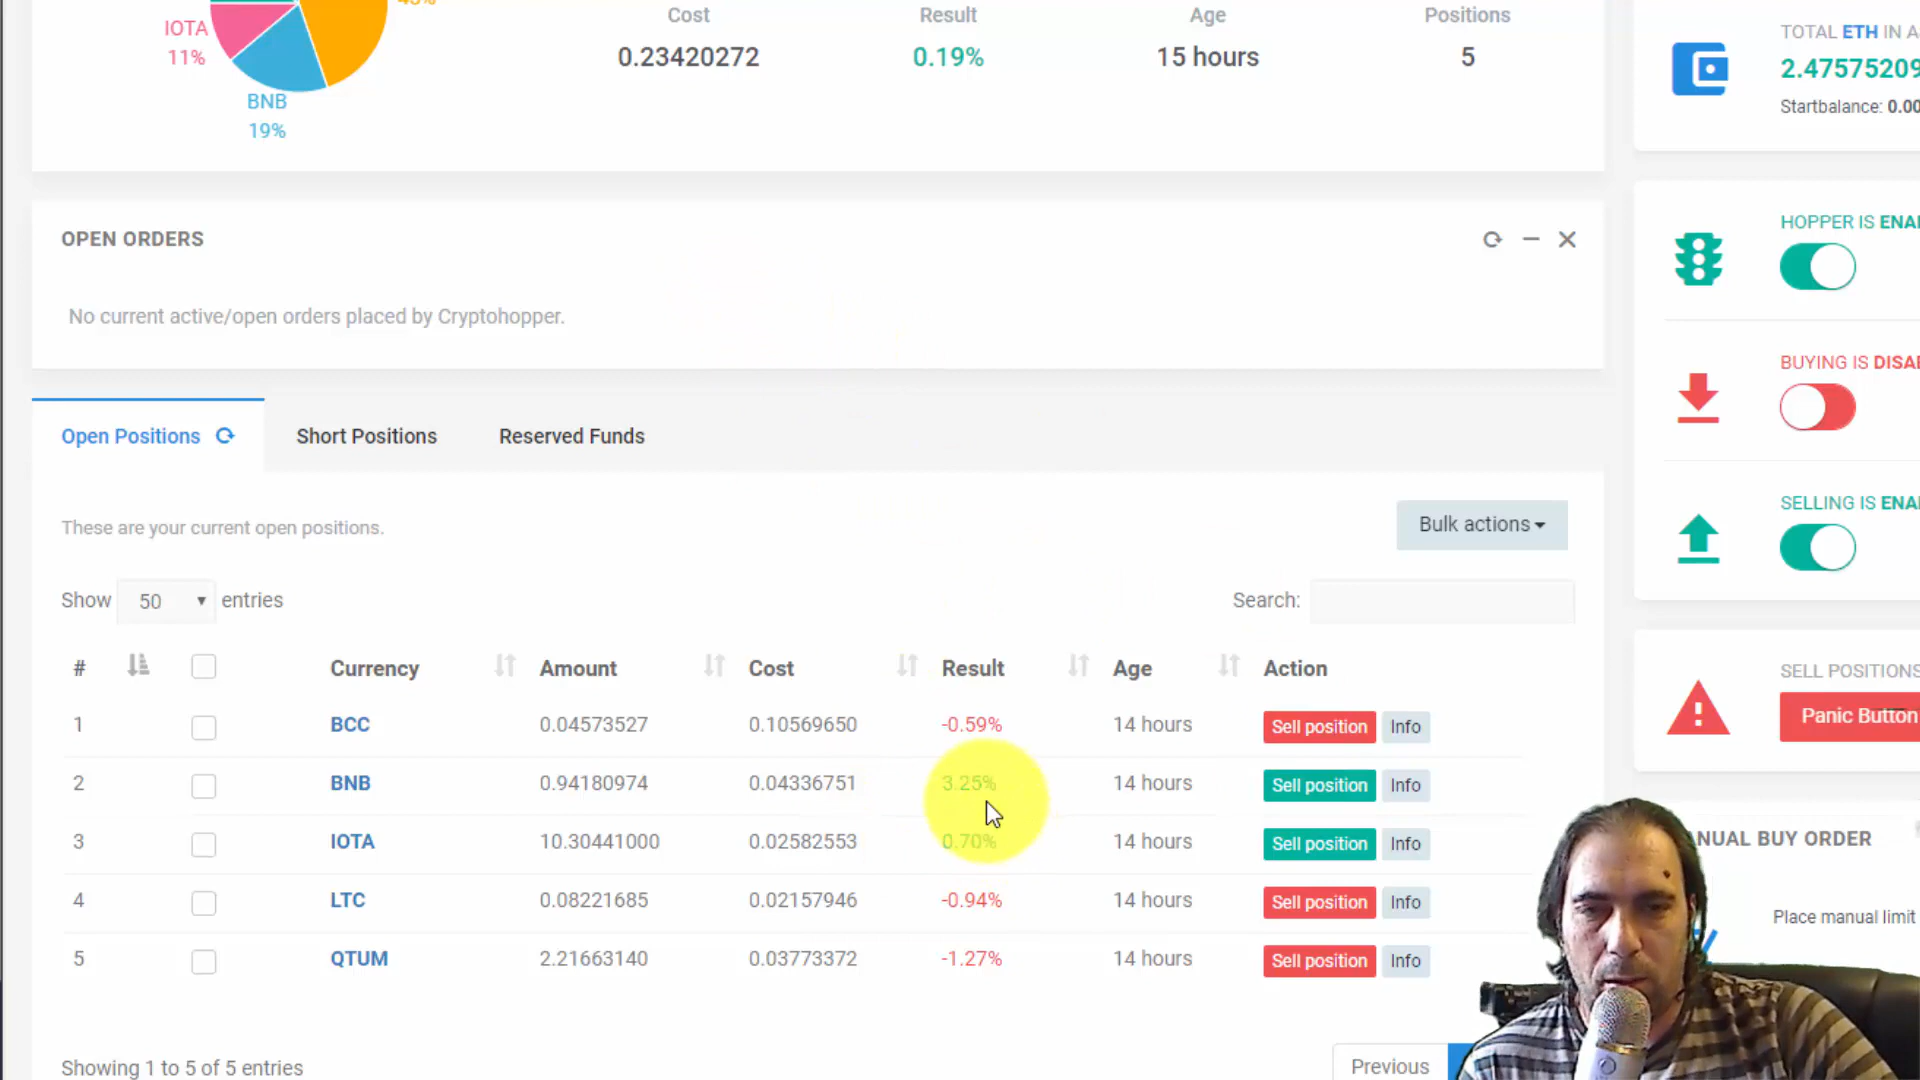 IOTA
11%
BNB
19%
Cost
0.23420272
Result
0.19%
Age
15 hours
Positions
5
TOTAL ETH IN
2.47575209
Startbalance: 0.00
OPEN ORDERS
No current active/open orders placed by Cryptohopper.
HOPPER IS ENA
BUYING IS DISA
SELLING IS ENA
SELL POSITIONS
Panic Button
Open Positions
Short Positions
Reserved Funds
These are your current open positions.
Bulk actions
Show 50 entries
Search:
# Currency Amount Cost Result Age Action
1 BCC 0.04573527 0.10569650 -0.59% 14 hours Sell position Info
2 BNB 0.94180974 0.04336751 3.25% 14 hours Sell position Info
3 IOTA 10.30441000 0.02582553 0.70% 14 hours Sell position Info
4 LTC 0.08221685 0.02157946 -0.94% 14 hours Sell position Info
5 QTUM 2.21663140 0.03773372 -1.27% 14 hours Sell position Info
Showing 1 to 5 of 5 entries
Previous
NUAL BUY ORDER
Place manual limit